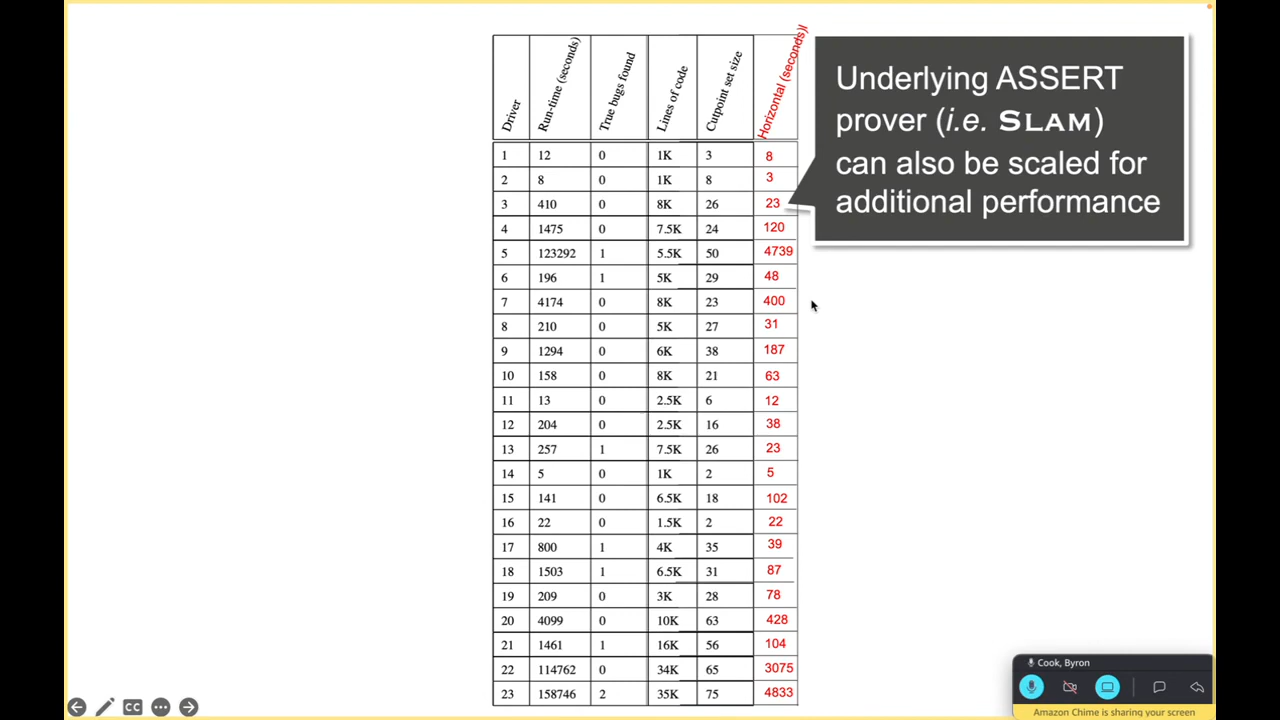 Driver Run-time (seconds) True bugs found Lines of code Cutpoint set size Horizontal (seconds)l
1 12 0 1K 3 8
2 8 0 1K 8 3
3 410 0 8K 26 23
4 1475 0 7.5K 24 120
5 123292 1 5.5K 50 4739
6 196 1 5K 29 48
7 4174 0 8K 23 400
8 210 0 5K 27 31
9 1294 0 6K 38 187
10 158 0 8K 21 63
11 13 0 2.5K 6 12
12 204 0 2.5K 16 38
13 257 1 7.5K 26 23
14 5 0 1K 2 5
15 141 0 6.5K 18 102
16 22 0 1.5K 2 22
17 800 1 4K 35 39
18 1503 1 6.5K 31 87
19 209 0 3K 28 78
20 4099 0 10K 63 428
21 1461 1 16K 56 104
22 114762 0 34K 65 3075
23 158746 2 35K 75 4833
Underlying ASSERT
prover (i.e. SLAM)
can also be scaled for
additional performance
Cook, Byron
Amazon Chime is sharing your screen
CC